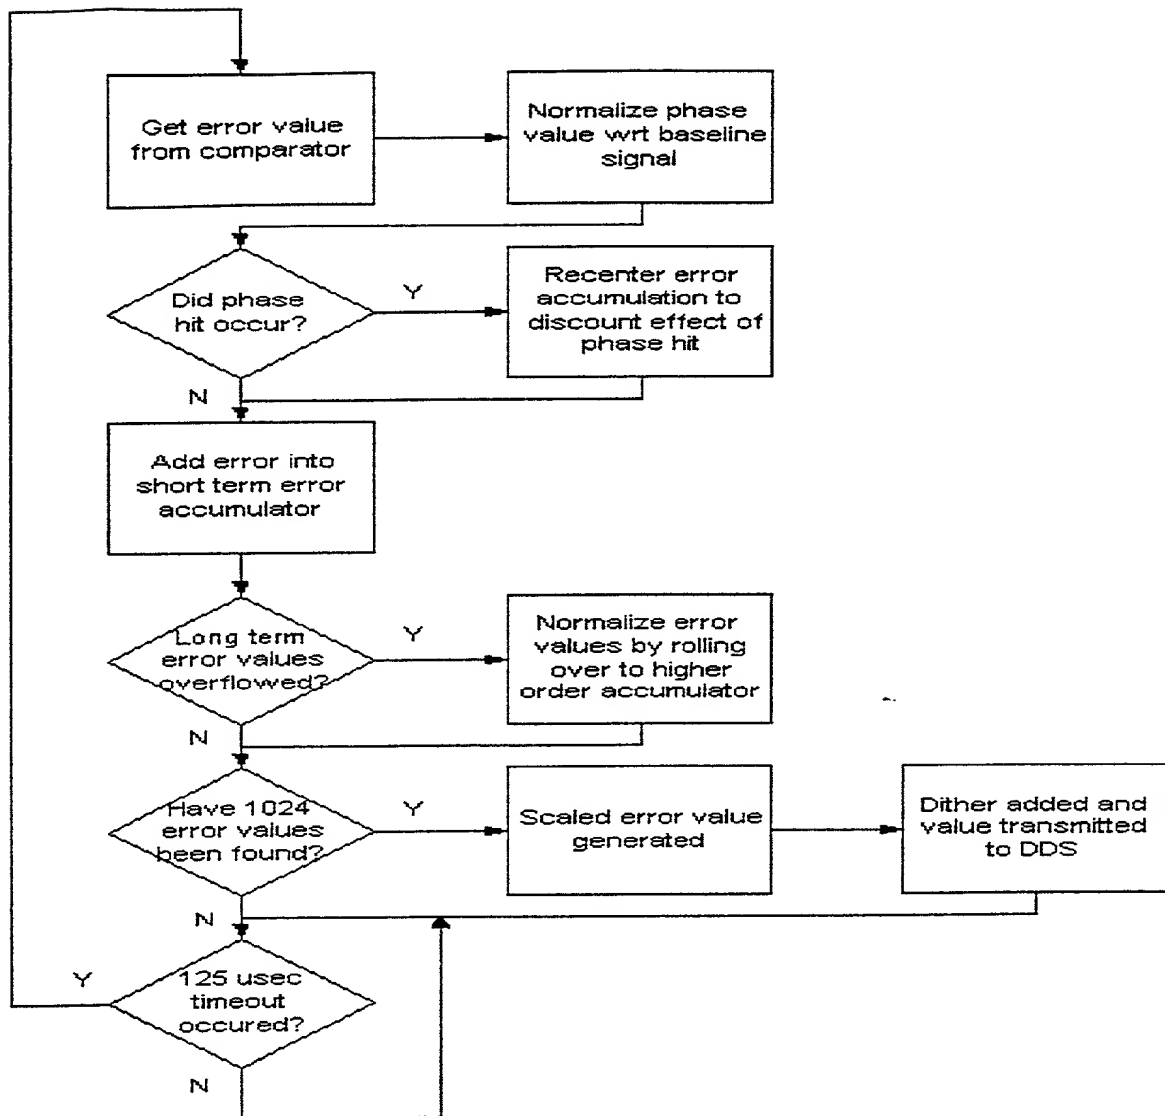 Get error value
from comparator
Normalize phase
value wrt baseline
signal
Did phase
hit occur?
Y
Recenter error
accumulation to
discount effect of
phase hit
N
Add error into
short term error
accumulator
Long term
error values
overflowed?
Y
Normalize error
values by rolling
over to higher
order accumulator
N
Have 1024
error values
been found?
Y
Scaled error value
generated
Dither added and
value transmitted
to DDS
N
125 usec
timeout
occured?
Y
N